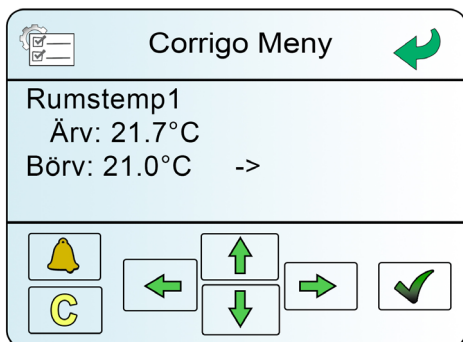 Corrigo Meny
Rumstemp1
Ärv: 21.7°C
Börv: 21.0°C ->
C